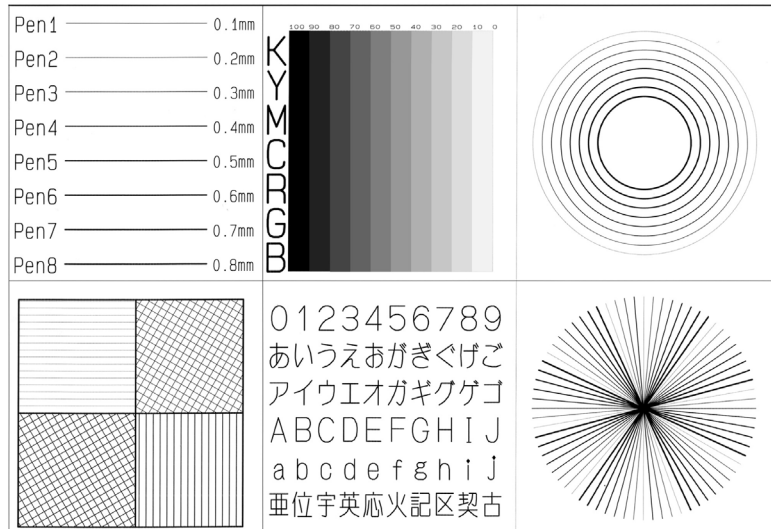 Pen1 0.1mm
Pen2 0.2mm
Pen3 0.3mm
Pen4 0.4mm
Pen5 0.5mm
Pen6 0.6mm
Pen7 0.7mm
Pen8 0.8mm
100 90 80 70 60 50 40 30 20 10 0
K
Y
M
C
R
G
B
0123456789
あいうえおがぎぐげご
アイウエオガギグゲゴ
ABCDEFGHIJ
abcdefghij
亜位宇英応火記区契古